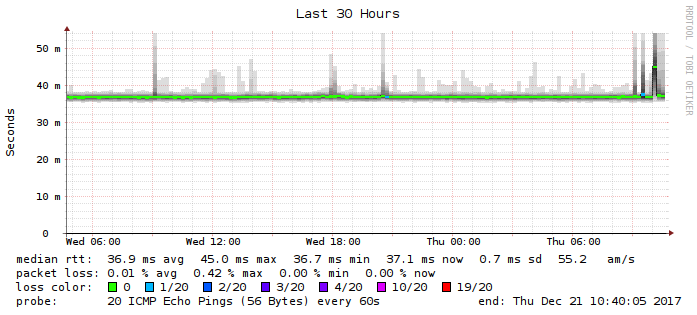 Last 30 Hours
RRDTOOL / TOBI OETIKER
Seconds
50 m
40 m
30 m
20 m
10 m
0
Wed 06:00 Wed 12:00 Wed 18:00 Thu 00:00 Thu 06:00
median rtt: 36.9 ms avg 45.0 ms max 36.7 ms min 37.1 ms now 0.7 ms sd 55.2 am/s
packet loss: 0.01 % avg 0.42 % max 0.00 % min 0.00 % now
loss color: 0 1/20 2/20 3/20 4/20 10/20 19/20
probe: 20 ICMP Echo Pings (56 Bytes) every 60s end: Thu Dec 21 10:40:05 2017